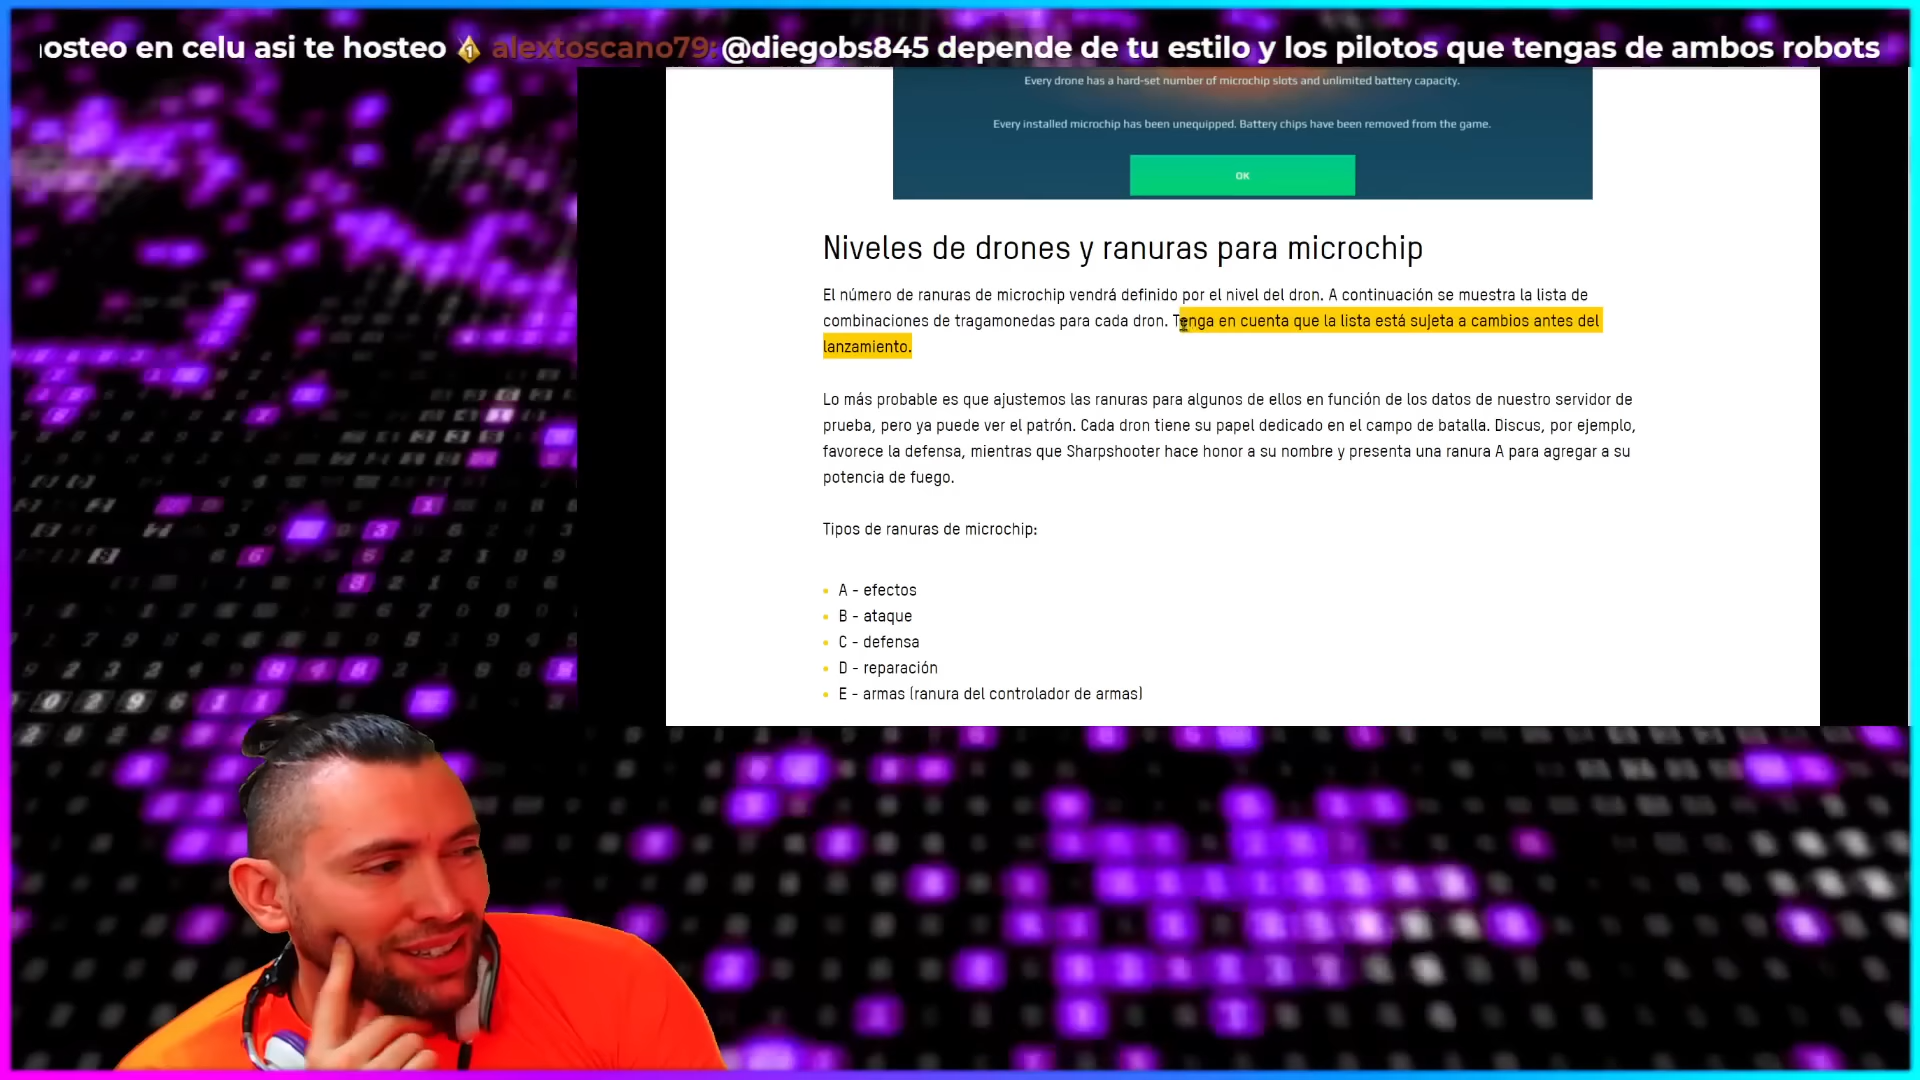 osteo en celu asi te hosteo 1 alextoscano79: @diegobs845 depende de tu estilo y los pilotos que tengas de ambos robots
Every drone has a hard-set number of microchip slots and unlimited battery capacity.
Every installed microchip has been unequipped. Battery chips have been removed from the game.
OK
Niveles de drones y ranuras para microchip
El número de ranuras de microchip vendrá definido por el nivel del dron. A continuación se muestra la lista de
combinaciones de tragamonedas para cada dron. Tenga en cuenta que la lista está sujeta a cambios antes del
lanzamiento.
Lo más probable es que ajustemos las ranuras para algunos de ellos en función de los datos de nuestro servidor de
prueba, pero ya puede ver el patrón. Cada dron tiene su papel dedicado en el campo de batalla. Discus, por ejemplo,
favorece la defensa, mientras que Sharpshooter hace honor a su nombre y presenta una ranura A para agregar a su
potencia de fuego.
Tipos de ranuras de microchip:
A - efectos
B - ataque
C - defensa
D - reparación
E - armas (ranura del controlador de armas)